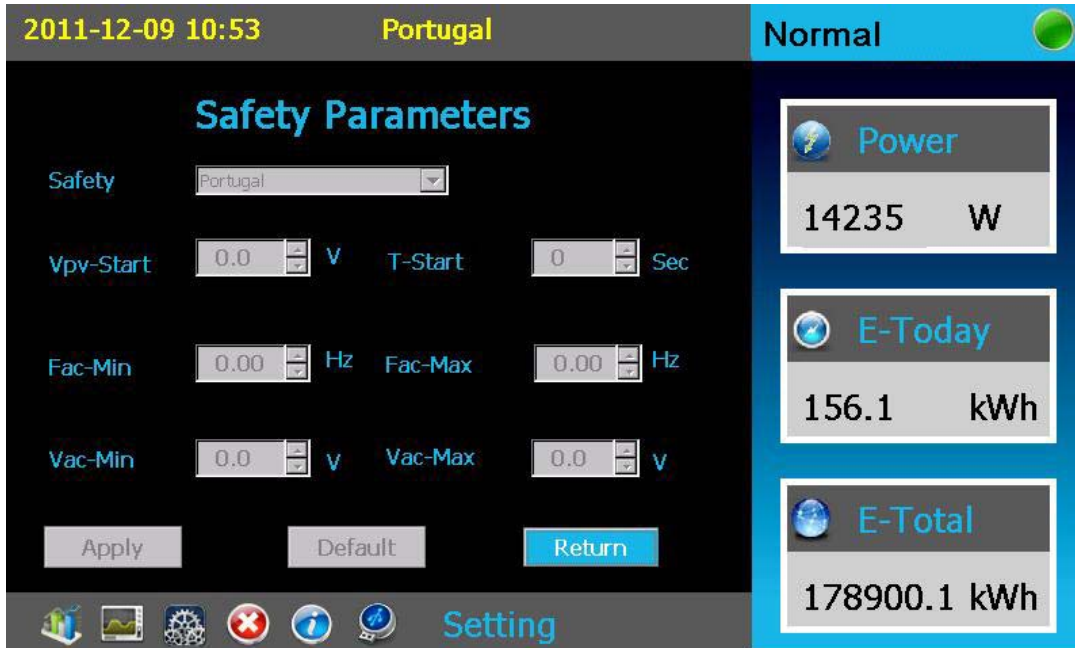 2011-12-09 10:53 Portugal Normal
Safety Parameters
Safety Portugal
Vpv-Start 0.0 V T-Start 0 Sec
Fac-Min 0.00 Hz Fac-Max 0.00 Hz
Vac-Min 0.0 V Vac-Max 0.0 V
Apply Default Return
Setting
Power
14235 W
E-Today
156.1 kWh
E-Total
178900.1 kWh